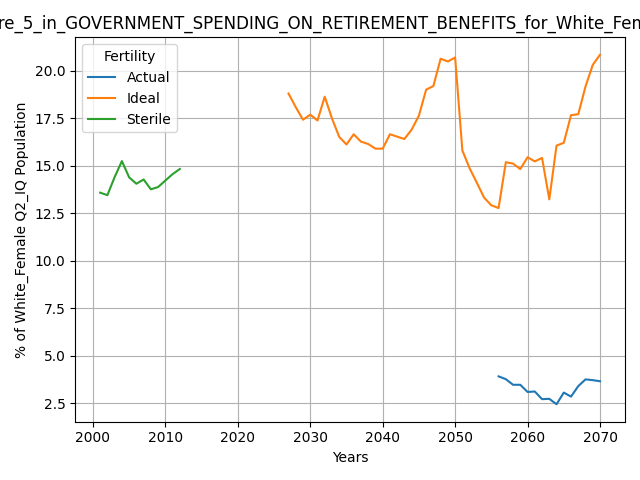 re_5_in_GOVERNMENT_SPENDING_ON_RETIREMENT_BENEFITS_for_White_Fem
Fertility
Actual
Ideal
Sterile
% of White_Female Q2_IQ Population
20.0
17.5
15.0
12.5
10.0
7.5
5.0
2.5
2000 2010 2020 2030 2040 2050 2060 2070
Years